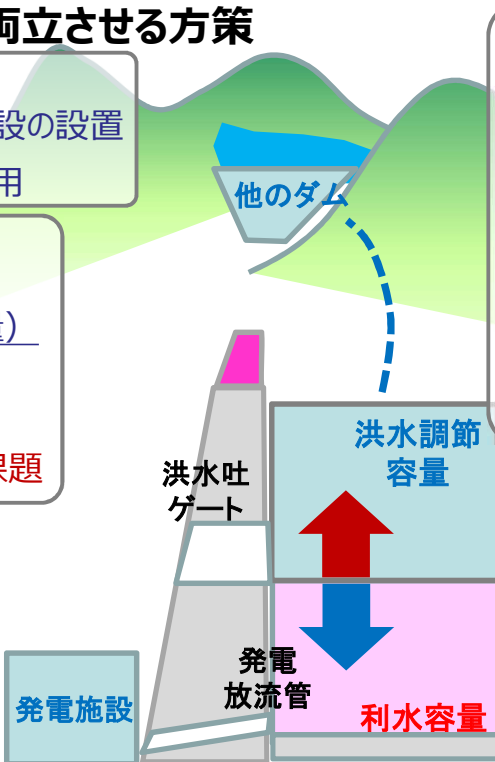 両立させる方策
設の設置
用
他のダム
量）
課題
洪水調節
容量
洪水吐
ゲート
発電
放流管
発電施設
利水容量